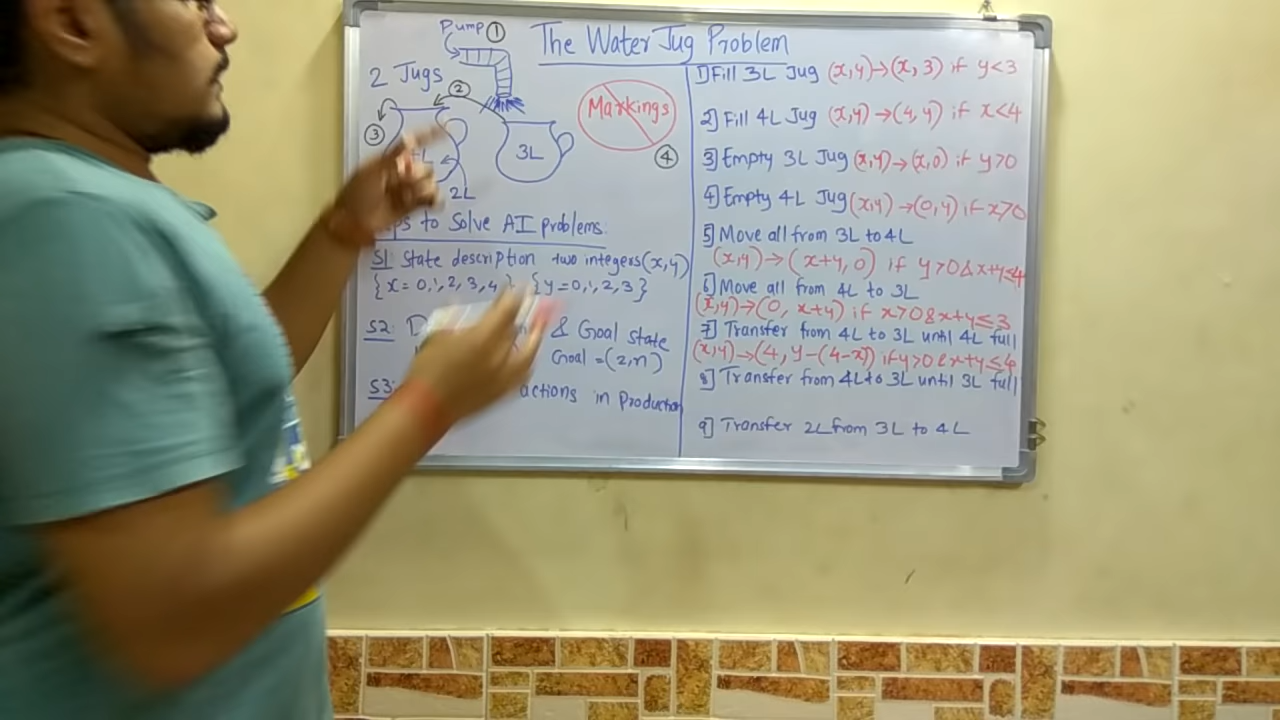 The Water Jug Problem
Pump ①
2 Jugs
②
③
3L
2L
Markings
④
to Solve AI problems:
S1: State description two integers (x,y)
{x = 0,1,2,3,4} {y = 0,1,2,3}
S2: & Goal state
Goal = (2,n)
S3: actions in Production
1] Fill 3L Jug (x,y)→(x,3) if y<3
2] Fill 4L Jug (x,y)→(4,y) if x<4
3] Empty 3L Jug (x,y)→(x,0) if y>0
4] Empty 4L Jug (x,y)→(0,y) if x>0
5] Move all from 3L to 4L
(x,y)→(x+y,0) if y>0 & x+y≤4
6] Move all from 4L to 3L
(x,y)→(0, x+y) if x>0 & x+y≤3
7] Transfer from 4L to 3L until 4L full
(x,y)→(4, y-(4-x)) if y>0 & x+y≤4
8] Transfer from 4L to 3L until 3L full
9] Transfer 2L from 3L to 4L